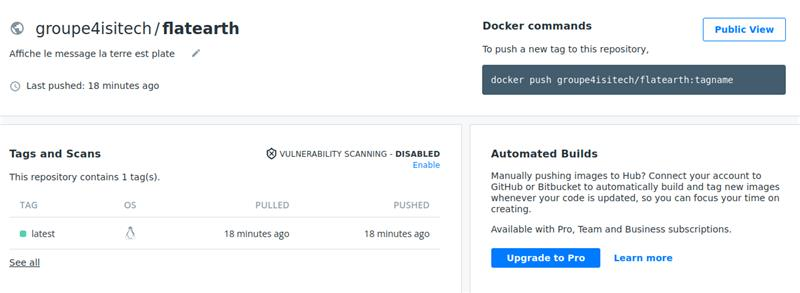 groupe4isitech / flatearth
Affiche le message la terre est plate
Last pushed: 18 minutes ago
Docker commands
Public View
To push a new tag to this repository,
docker push groupe4isitech/flatearth:tagname
Tags and Scans
VULNERABILITY SCANNING - DISABLED
Enable
This repository contains 1 tag(s).
TAG OS PULLED PUSHED
latest 18 minutes ago 18 minutes ago
See all
Automated Builds
Manually pushing images to Hub? Connect your account to
GitHub or Bitbucket to automatically build and tag new images
whenever your code is updated, so you can focus your time on
creating.
Available with Pro, Team and Business subscriptions.
Upgrade to Pro Learn more